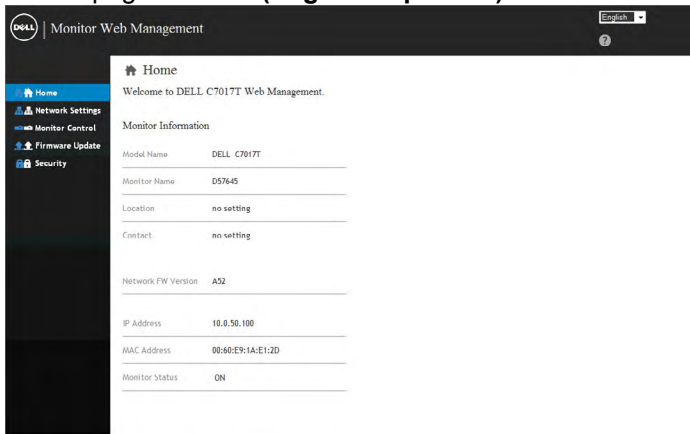 DELL | Monitor Web Management
English
?
Home
Network Settings
Monitor Control
Firmware Update
Security
Home
Welcome to DELL C7017T Web Management.
Monitor Information
Model Name DELL C7017T
Monitor Name D57645
Location no setting
Contact no setting
Network FW Version A52
IP Address 10.0.50.100
MAC Address 00:60:E9:1A:E1:2D
Monitor Status ON